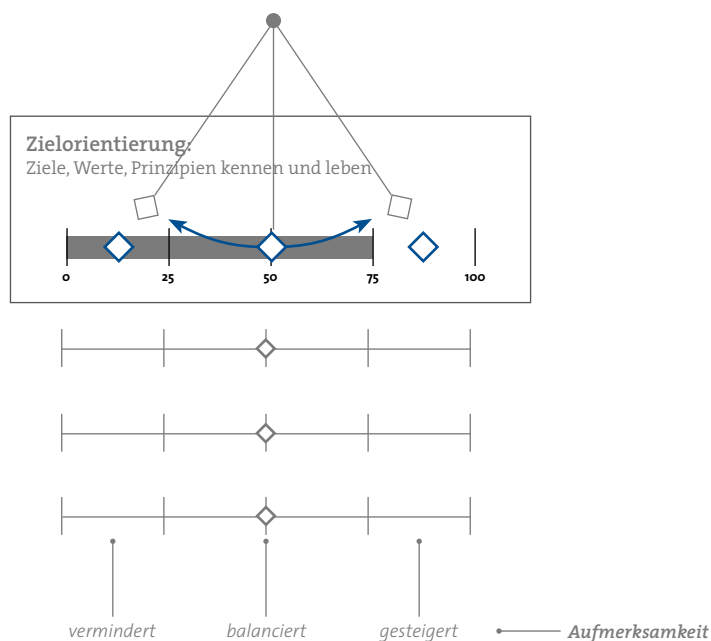 Zielorientierung:
Ziele, Werte, Prinzipien kennen und leben
0 25 50 75 100
vermindert balanciert gesteigert Aufmerksamkeit